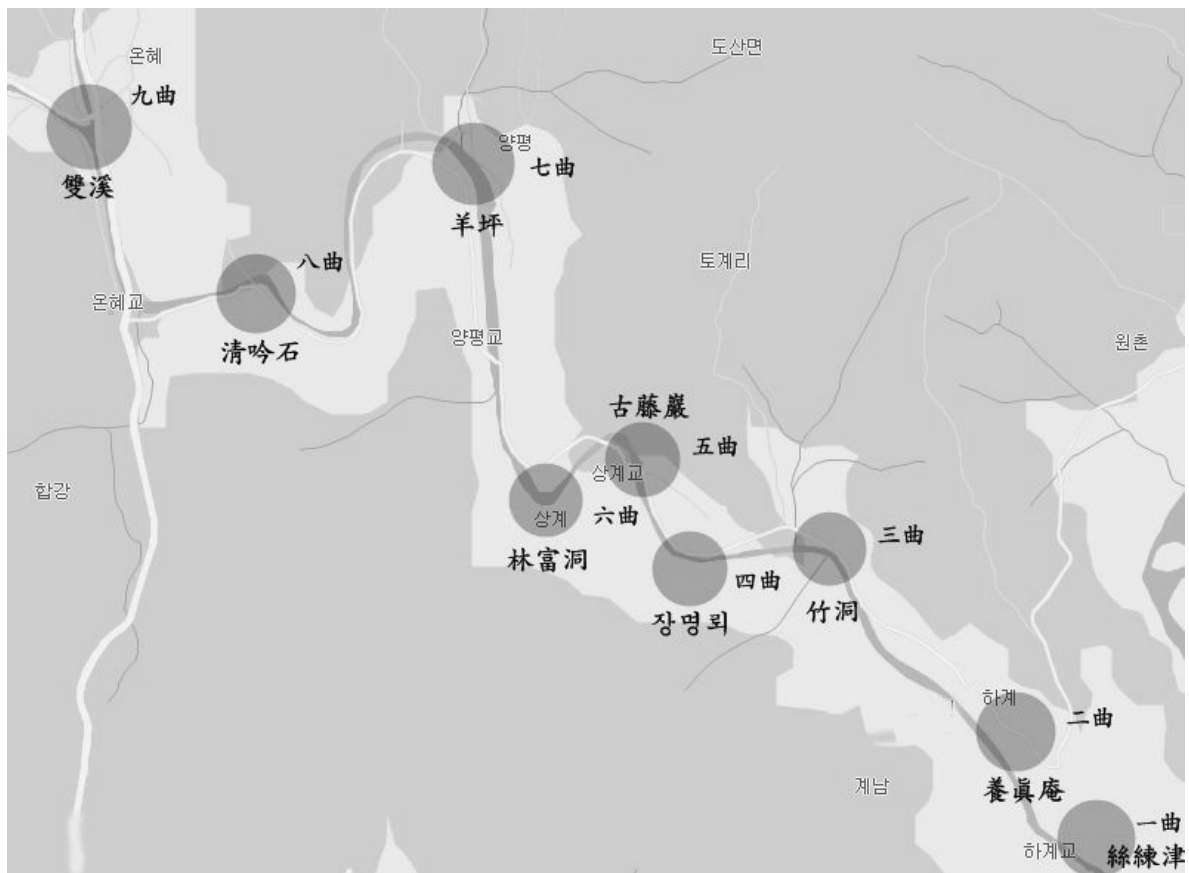 온혜
도산면
九曲
양평
七曲
雙溪
羊坪
八曲
토계리
온혜교
양평교
원촌
清吟石
古藤巖
五曲
상계교
합강
상계
六曲
三曲
林富洞
四曲
장명뢰
竹洞
하계
二曲
계남
養眞庵
一曲
하계교
絲練津